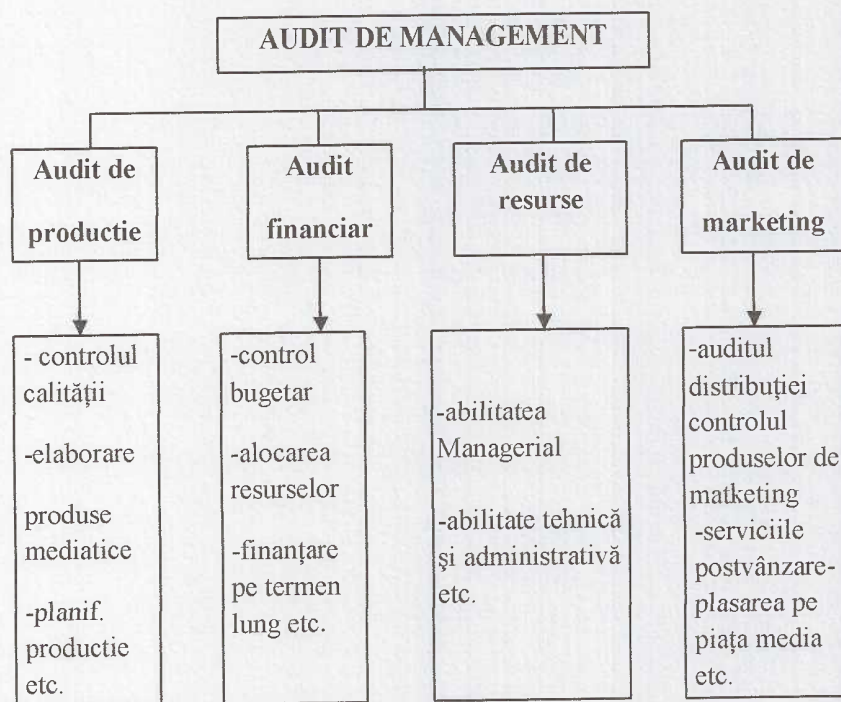 AUDIT DE MANAGEMENT
Audit de
productie
Audit
financiar
Audit de
resurse
Audit de
marketing
- controlul
calității
-elaborare
produse
mediatice
-planif.
productie
etc.
-control
bugetar
-alocarea
resurselor
-finanțare
pe termen
lung etc.
-abilitatea
Managerial
-abilitate tehnică
și administrativă
etc.
-auditul
distribuției
controlul
produselor de
matketing
-serviciile
postvânzare-
plasarea pe
piața media
etc.